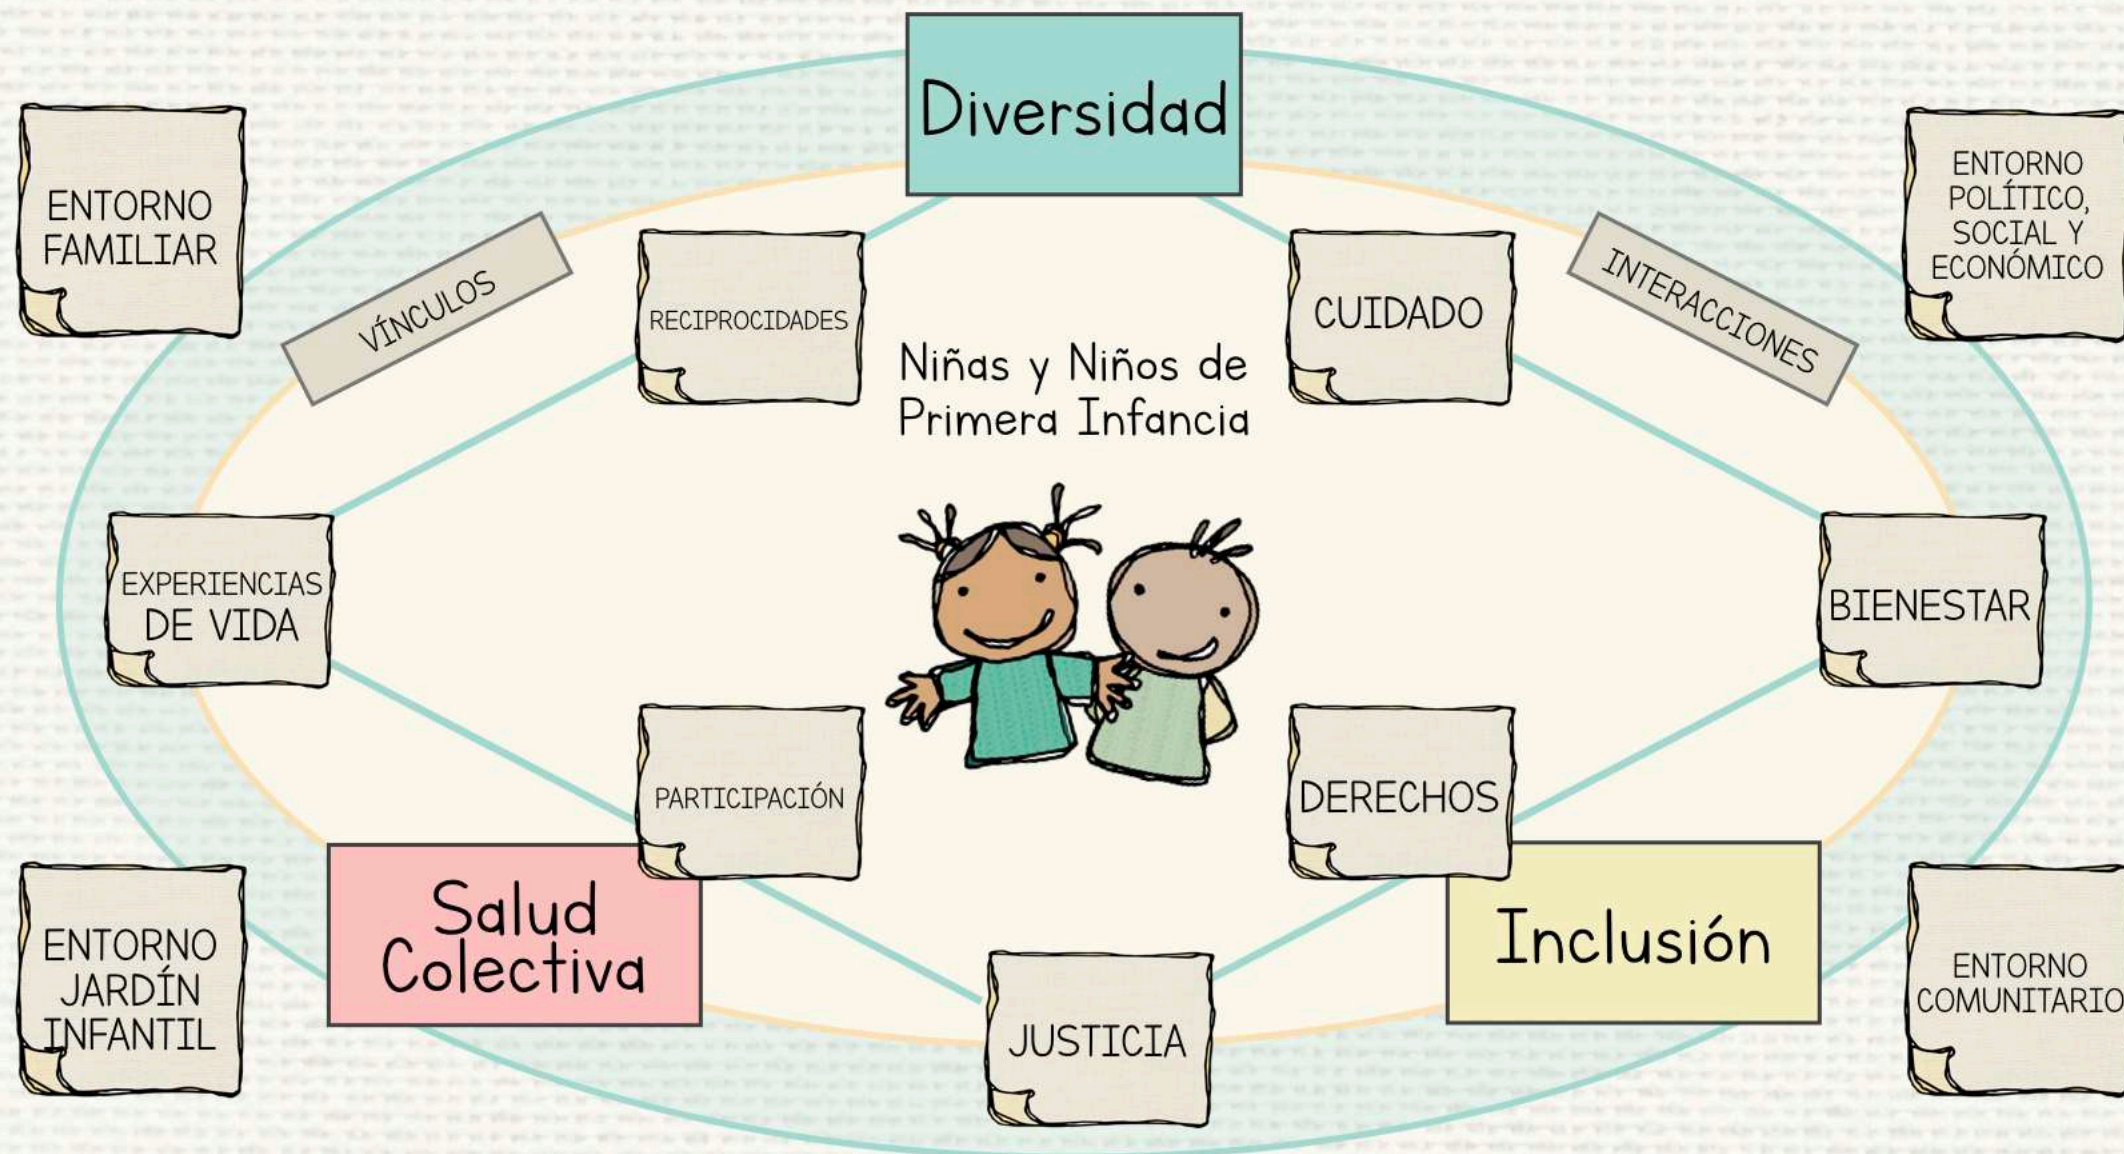 Diversidad
ENTORNO
FAMILIAR
ENTORNO
POLÍTICO,
SOCIAL Y
ECONÓMICO
VÍNCULOS
INTERACCIONES
RECIPROCIDADES
CUIDADO
Niñas y Niños de
Primera Infancia
EXPERIENCIAS
DE VIDA
BIENESTAR
PARTICIPACIÓN
DERECHOS
Salud
Colectiva
Inclusión
ENTORNO
JARDÍN
INFANTIL
ENTORNO
COMUNITARIO
JUSTICIA